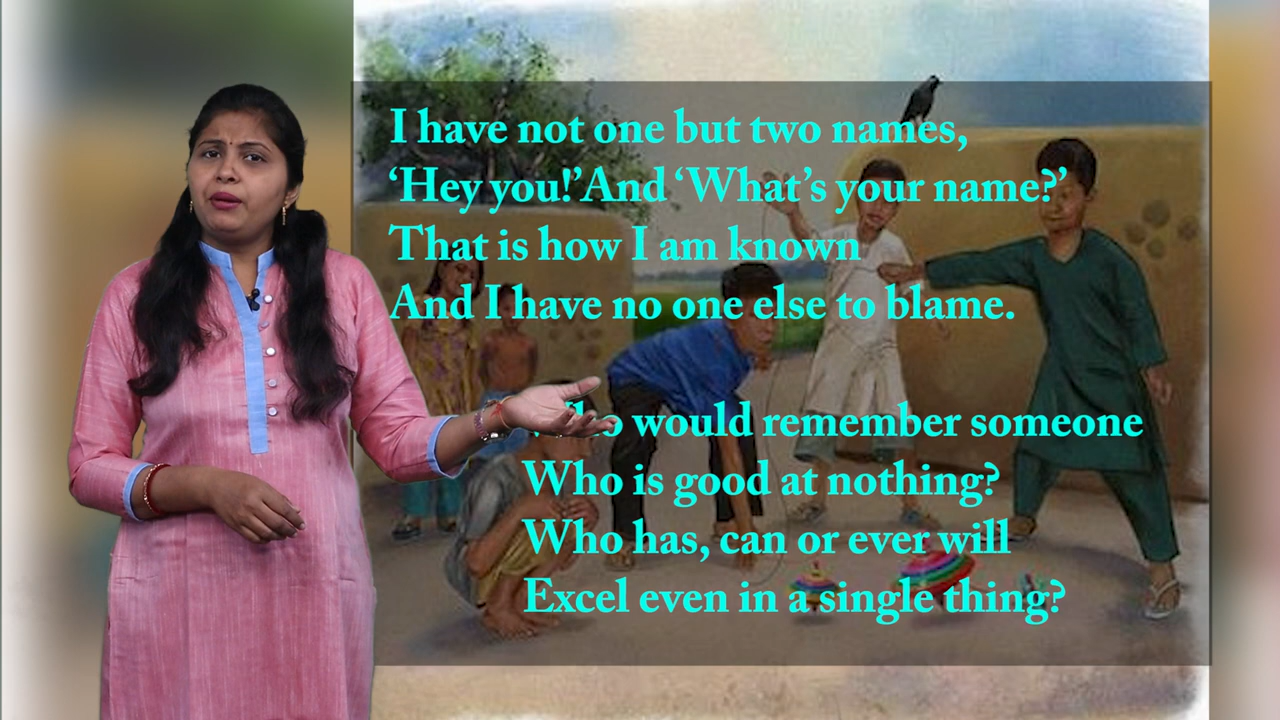 I have not one but two names,
‘Hey you!’And ‘What’s your name?’
That is how I am known
And I have no one else to blame.
Who would remember someone
Who is good at nothing?
Who has, can or ever will
Excel even in a single thing?